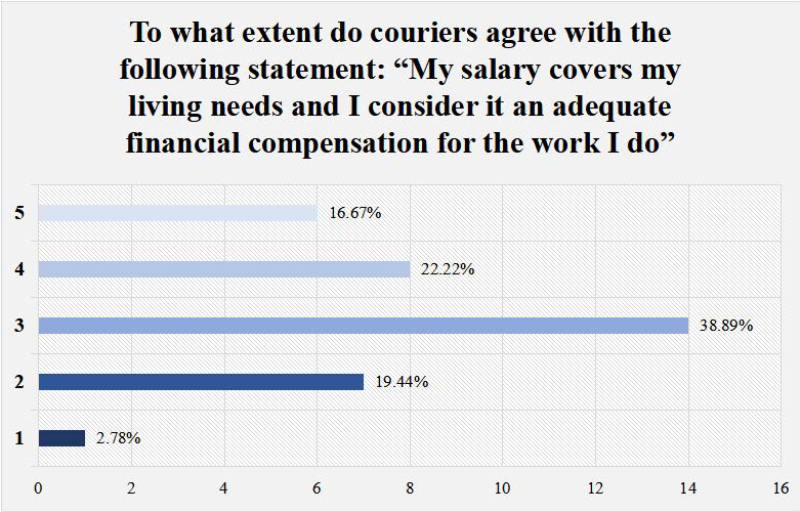 To what extent do couriers agree with the
following statement: “My salary covers my
living needs and I consider it an adequate
financial compensation for the work I do”
5 16.67%
4 22.22%
3 38.89%
2 19.44%
1 2.78%
0 2 4 6 8 10 12 14 16